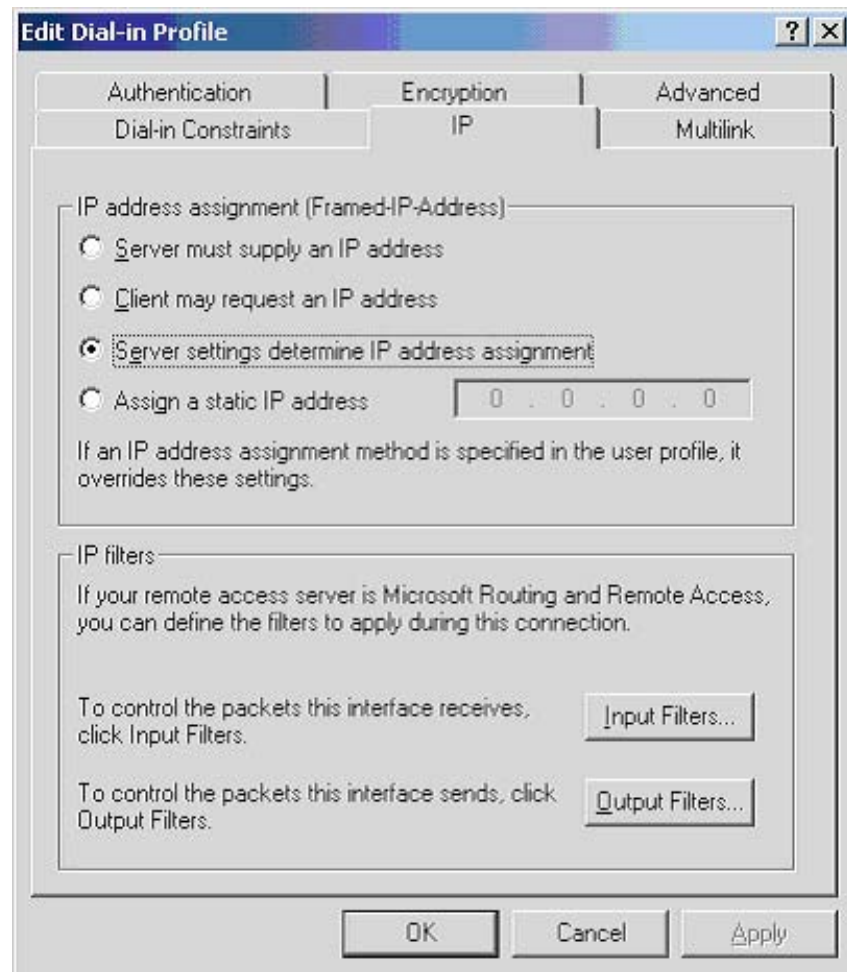 Edit Dial-in Profile
Authentication Encryption Advanced
Dial-in Constraints IP Multilink
IP address assignment (Framed-IP-Address)
Server must supply an IP address
Client may request an IP address
Server settings determine IP address assignment
Assign a static IP address 0 . 0 . 0 . 0
If an IP address assignment method is specified in the user profile, it
overrides these settings.
IP filters
If your remote access server is Microsoft Routing and Remote Access,
you can define the filters to apply during this connection.
To control the packets this interface receives,
click Input Filters.
Input Filters...
To control the packets this interface sends, click
Output Filters.
Output Filters...
OK Cancel Apply